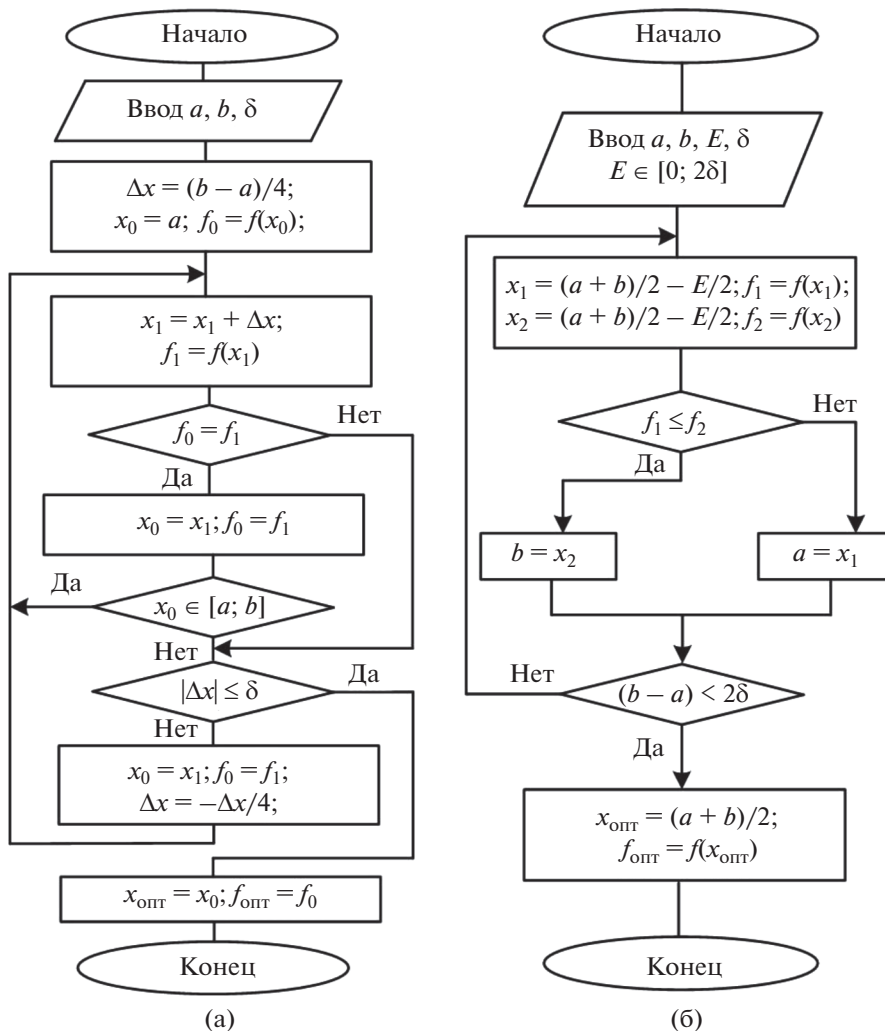 Начало
Ввод a, b, δ
Δx = (b − a)/4;
x₀ = a; f₀ = f(x₀);
x₁ = x₁ + Δx;
f₁ = f(x₁)
f₀ = f₁
Нет
Да
x₀ = x₁; f₀ = f₁
Да
x₀ ∈ [a; b]
Нет
|Δx| ≤ δ
Да
Нет
x₀ = x₁; f₀ = f₁;
Δx = −Δx/4;
xопт = x₀; fопт = f₀
Конец
(а)
Начало
Ввод a, b, E, δ
E ∈ [0; 2δ]
x₁ = (a + b)/2 − E/2; f₁ = f(x₁);
x₂ = (a + b)/2 − E/2; f₂ = f(x₂)
f₁ ≤ f₂
Нет
Да
b = x₂
a = x₁
Нет
(b − a) < 2δ
Да
xопт = (a + b)/2;
fопт = f(xопт)
Конец
(б)